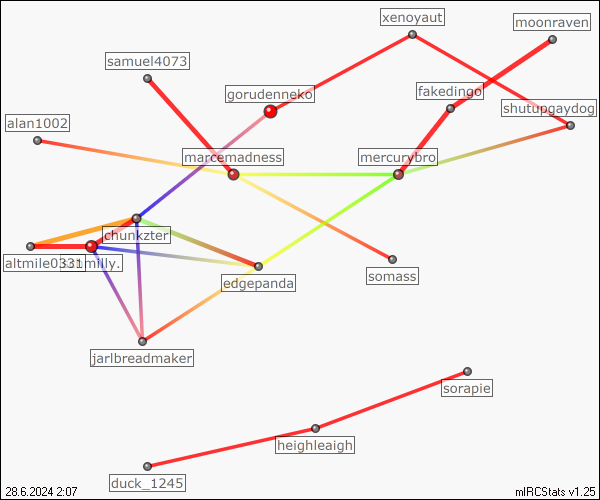 xenoyaut
moonraven
samuel4073
gorudenneko
fakedingo
shutupgaydog
alan1002
marcemadness
mercurybro
chunkzter
altmile0331
milly.
edgepanda
somass
jarlbreadmaker
sorapie
heighleaigh
duck_1245
28.6.2024 2:07
mIRCStats v1.25